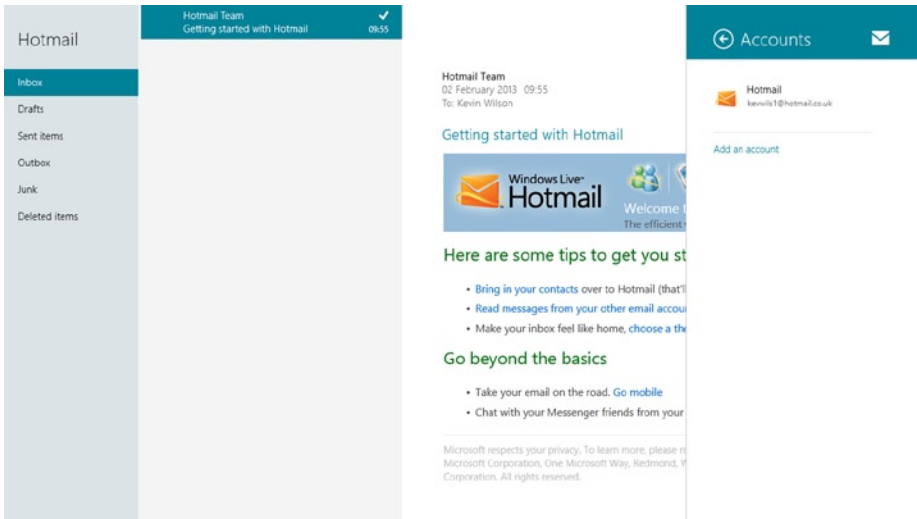 Hotmail
Inbox
Drafts
Sent items
Outbox
Junk
Deleted items
Hotmail Team
Getting started with Hotmail 09:55
Hotmail Team
02 February 2013 09:55
To: Kevin Wilson
Getting started with Hotmail
Windows Live
Hotmail
Welcome t
The efficient
Here are some tips to get you st
• Bring in your contacts over to Hotmail (that'll
• Read messages from your other email accou
• Make your inbox feel like home, choose a the
Go beyond the basics
• Take your email on the road. Go mobile
• Chat with your Messenger friends from your
Microsoft respects your privacy. To learn more, please r
Microsoft Corporation, One Microsoft Way, Redmond, W
Corporation. All rights reserved.
Accounts
Hotmail
kevwils1@hotmail.co.uk
Add an account